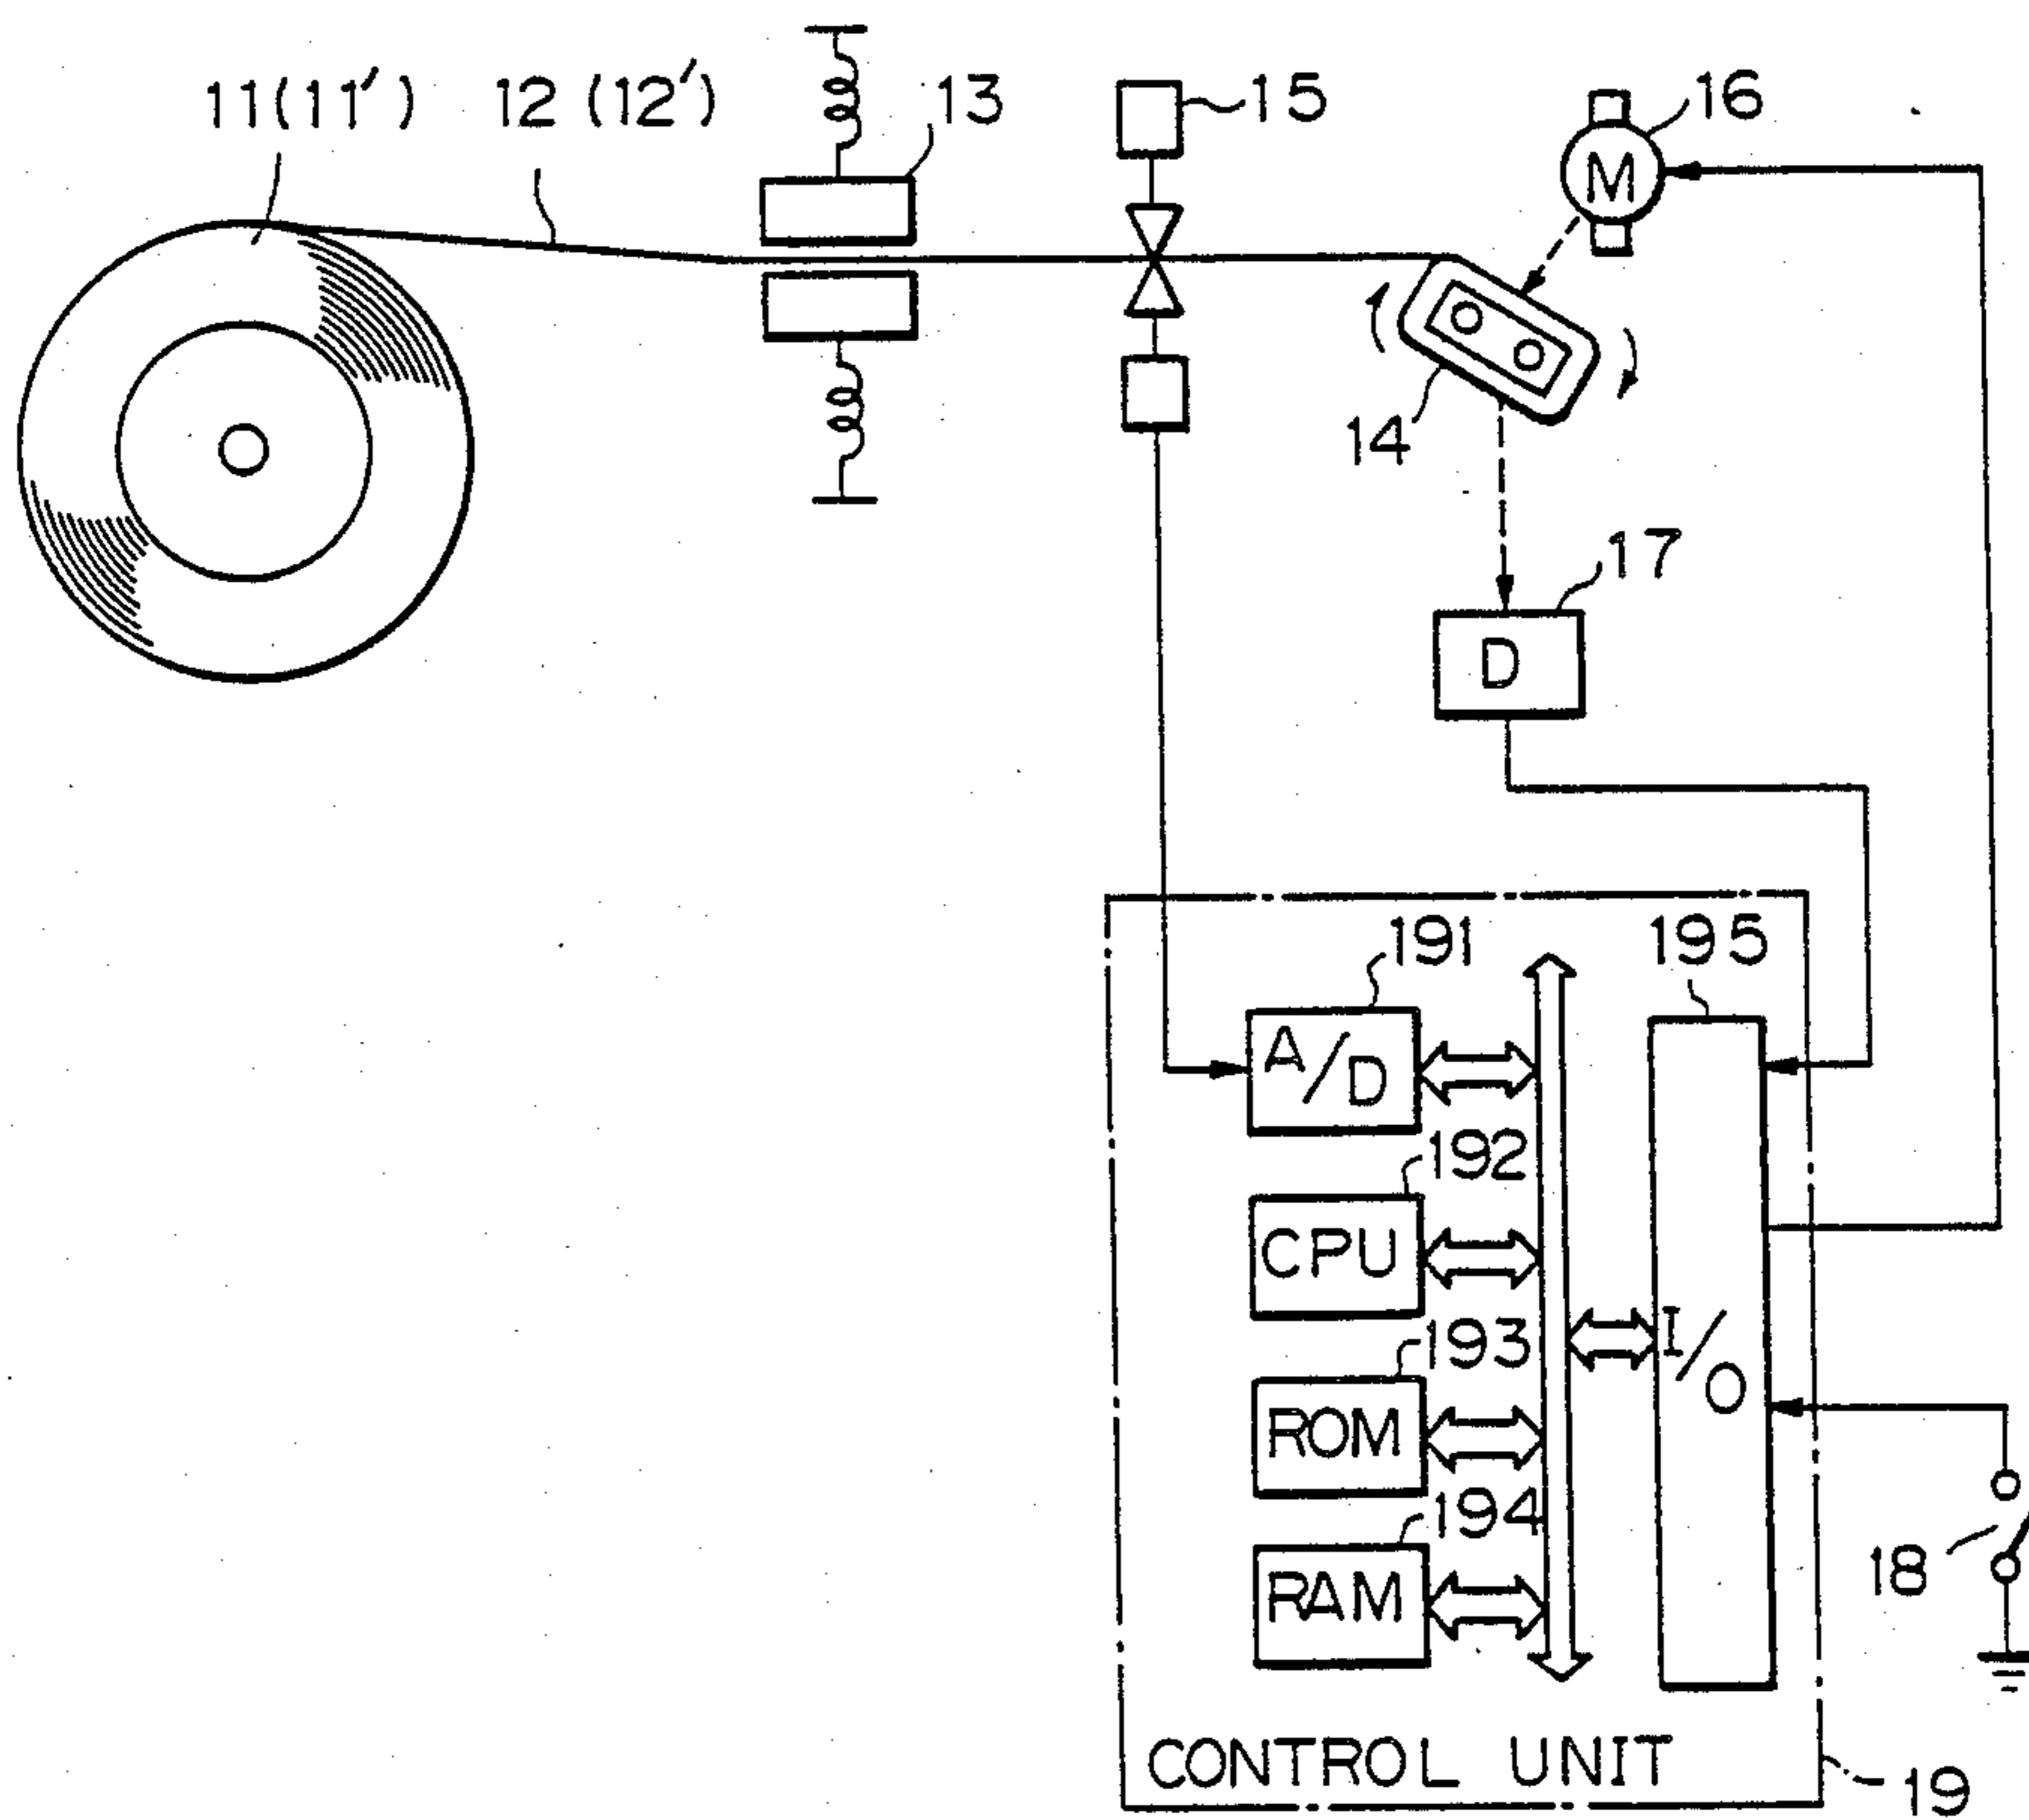 11(11′) 12 (12′) 13 15 16
M
14
17
D
191 195
A/D
192
CPU
193
I/O
ROM
194
18
RAM
CONTROL UNIT
19